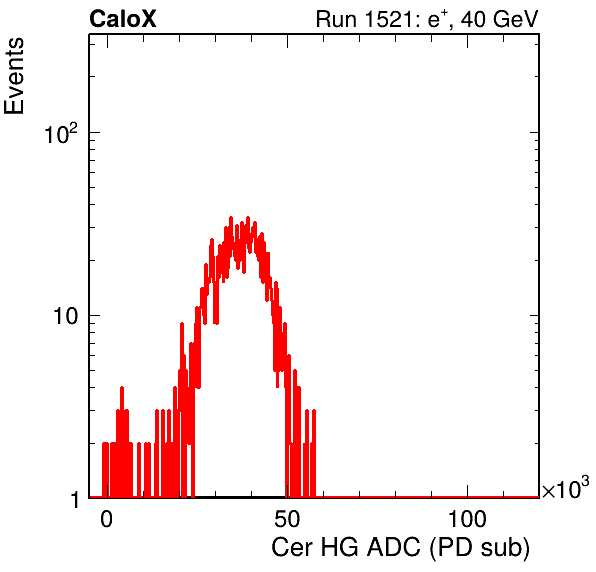 CaloX Run 1521: e⁺, 40 GeV
Events
10²
10
1
0 50 100 ×10³
Cer HG ADC (PD sub)